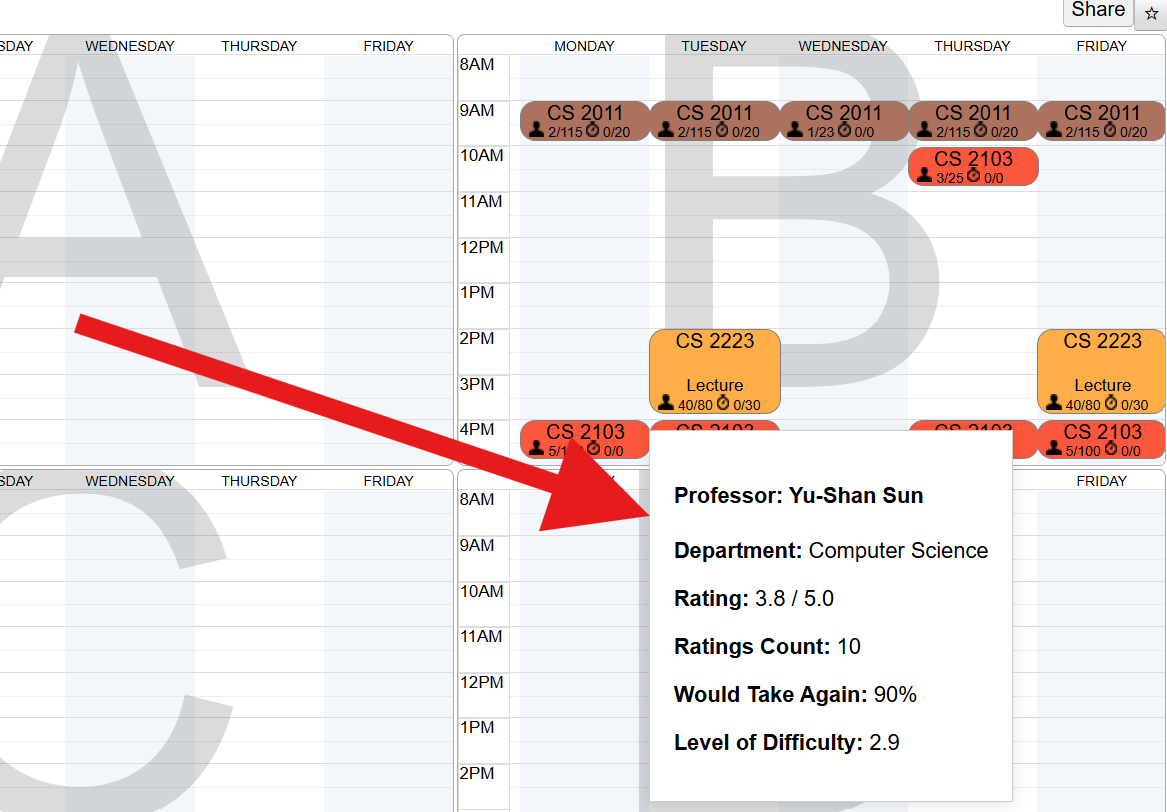 Share ☆
SDAY WEDNESDAY THURSDAY FRIDAY
A
MONDAY TUESDAY WEDNESDAY THURSDAY FRIDAY
B
8AM
9AM
CS 2011 CS 2011 CS 2011 CS 2011 CS 2011
2/115 0/20 2/115 0/20 1/23 0/0 2/115 0/20 2/115 0/20
10AM
CS 2103
3/25 0/0
11AM
12PM
1PM
2PM
CS 2223 CS 2223
3PM
Lecture Lecture
40/80 0/30 40/80 0/30
4PM
CS 2103 CS 2103 CS 2103 CS 2103
0/0 5/100 0/0
SDAY WEDNESDAY THURSDAY FRIDAY
C
FRIDAY
8AM
9AM
10AM
11AM
12PM
1PM
2PM
Professor: Yu-Shan Sun
Department: Computer Science
Rating: 3.8 / 5.0
Ratings Count: 10
Would Take Again: 90%
Level of Difficulty: 2.9